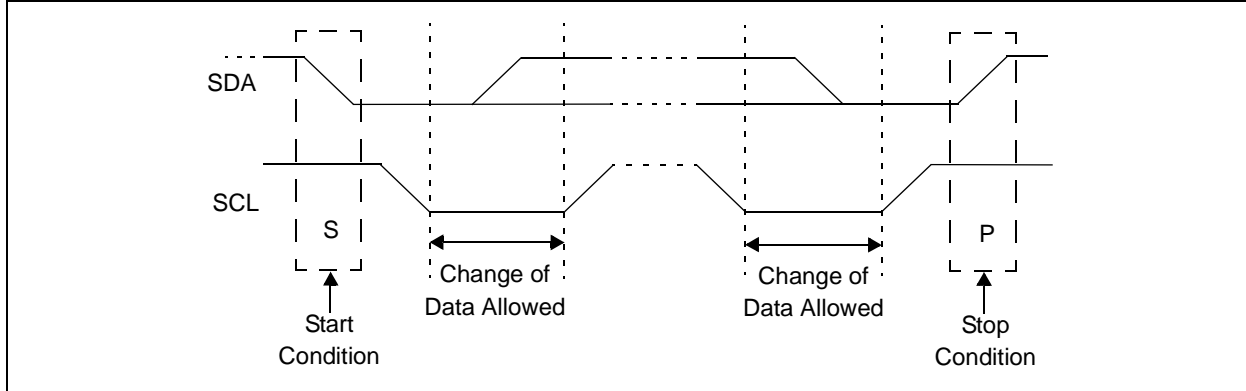 SDA
SCL
S
P
Change of
Data Allowed
Change of
Data Allowed
Start
Condition
Stop
Condition